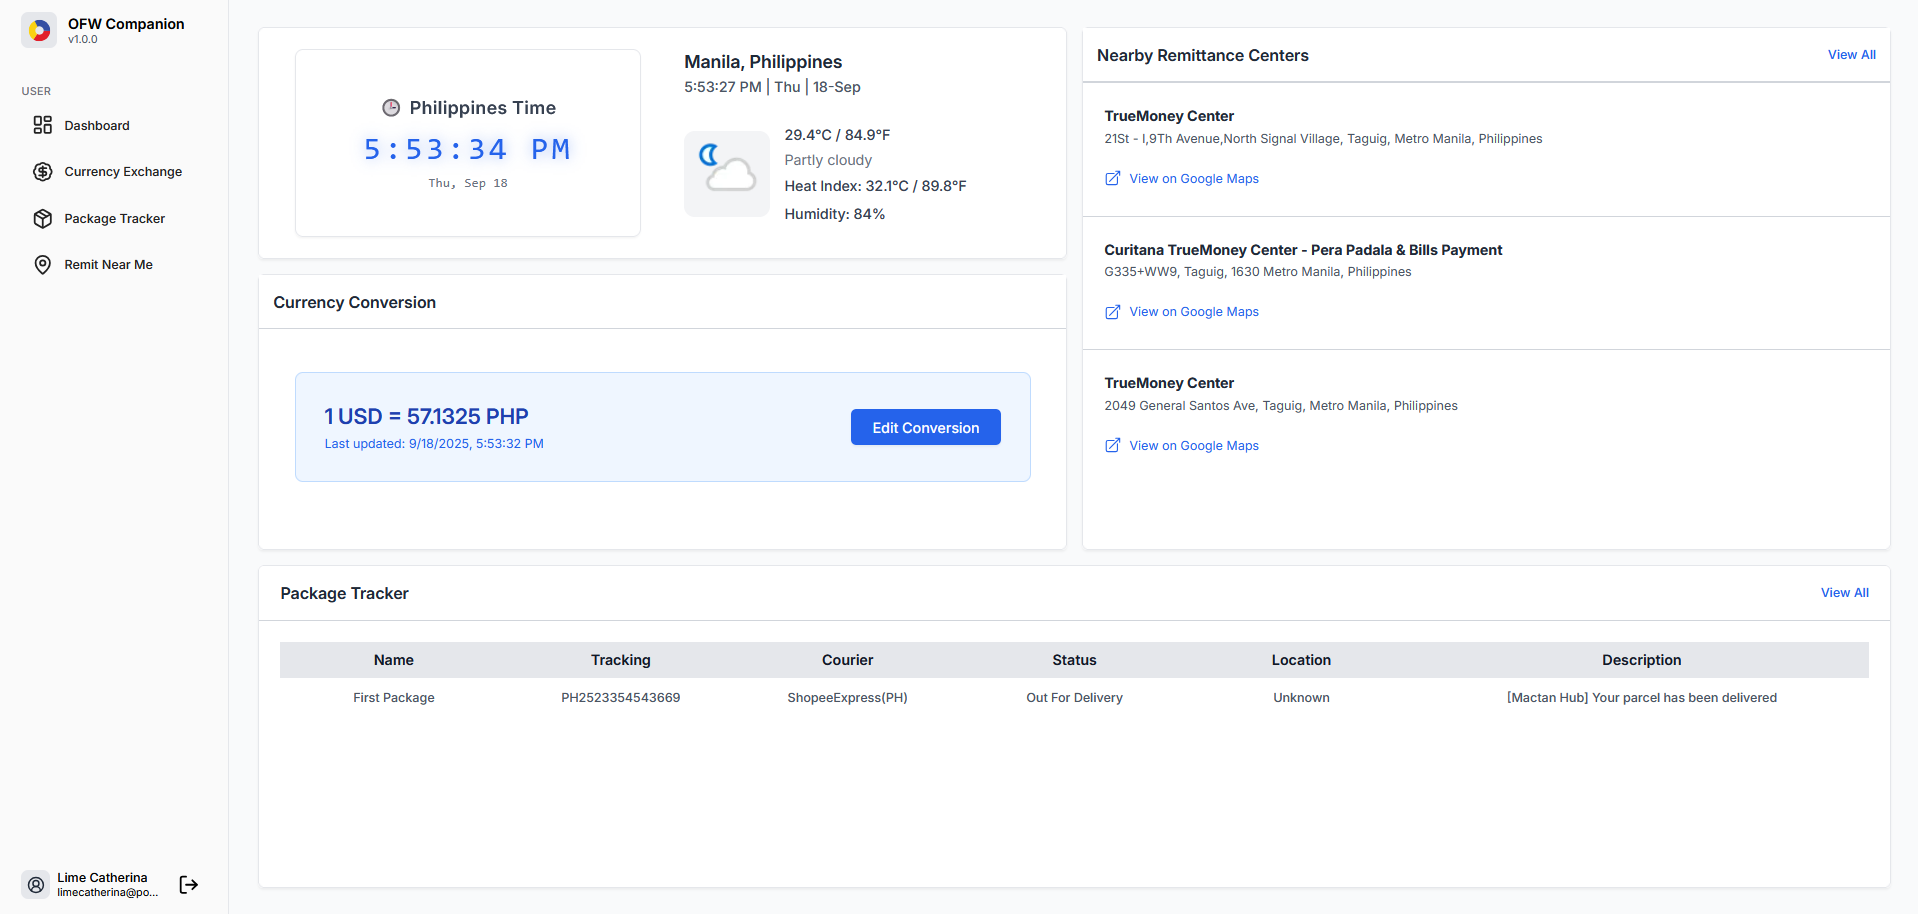 OFW Companion
v1.0.0
USER
Dashboard
Currency Exchange
Package Tracker
Remit Near Me
Lime Catherina
limecatherina@po...
Philippines Time
5:53:34 PM
Thu, Sep 18
Manila, Philippines
5:53:27 PM | Thu | 18-Sep
29.4°C / 84.9°F
Partly cloudy
Heat Index: 32.1°C / 89.8°F
Humidity: 84%
Currency Conversion
1 USD = 57.1325 PHP
Last updated: 9/18/2025, 5:53:32 PM
Edit Conversion
Nearby Remittance Centers
View All
TrueMoney Center
21St - I,9Th Avenue,North Signal Village, Taguig, Metro Manila, Philippines
View on Google Maps
Curitana TrueMoney Center - Pera Padala & Bills Payment
G335+WW9, Taguig, 1630 Metro Manila, Philippines
View on Google Maps
TrueMoney Center
2049 General Santos Ave, Taguig, Metro Manila, Philippines
View on Google Maps
Package Tracker
View All
Name Tracking Courier Status Location Description
First Package PH2523354543669 ShopeeExpress(PH) Out For Delivery Unknown [Mactan Hub] Your parcel has been delivered